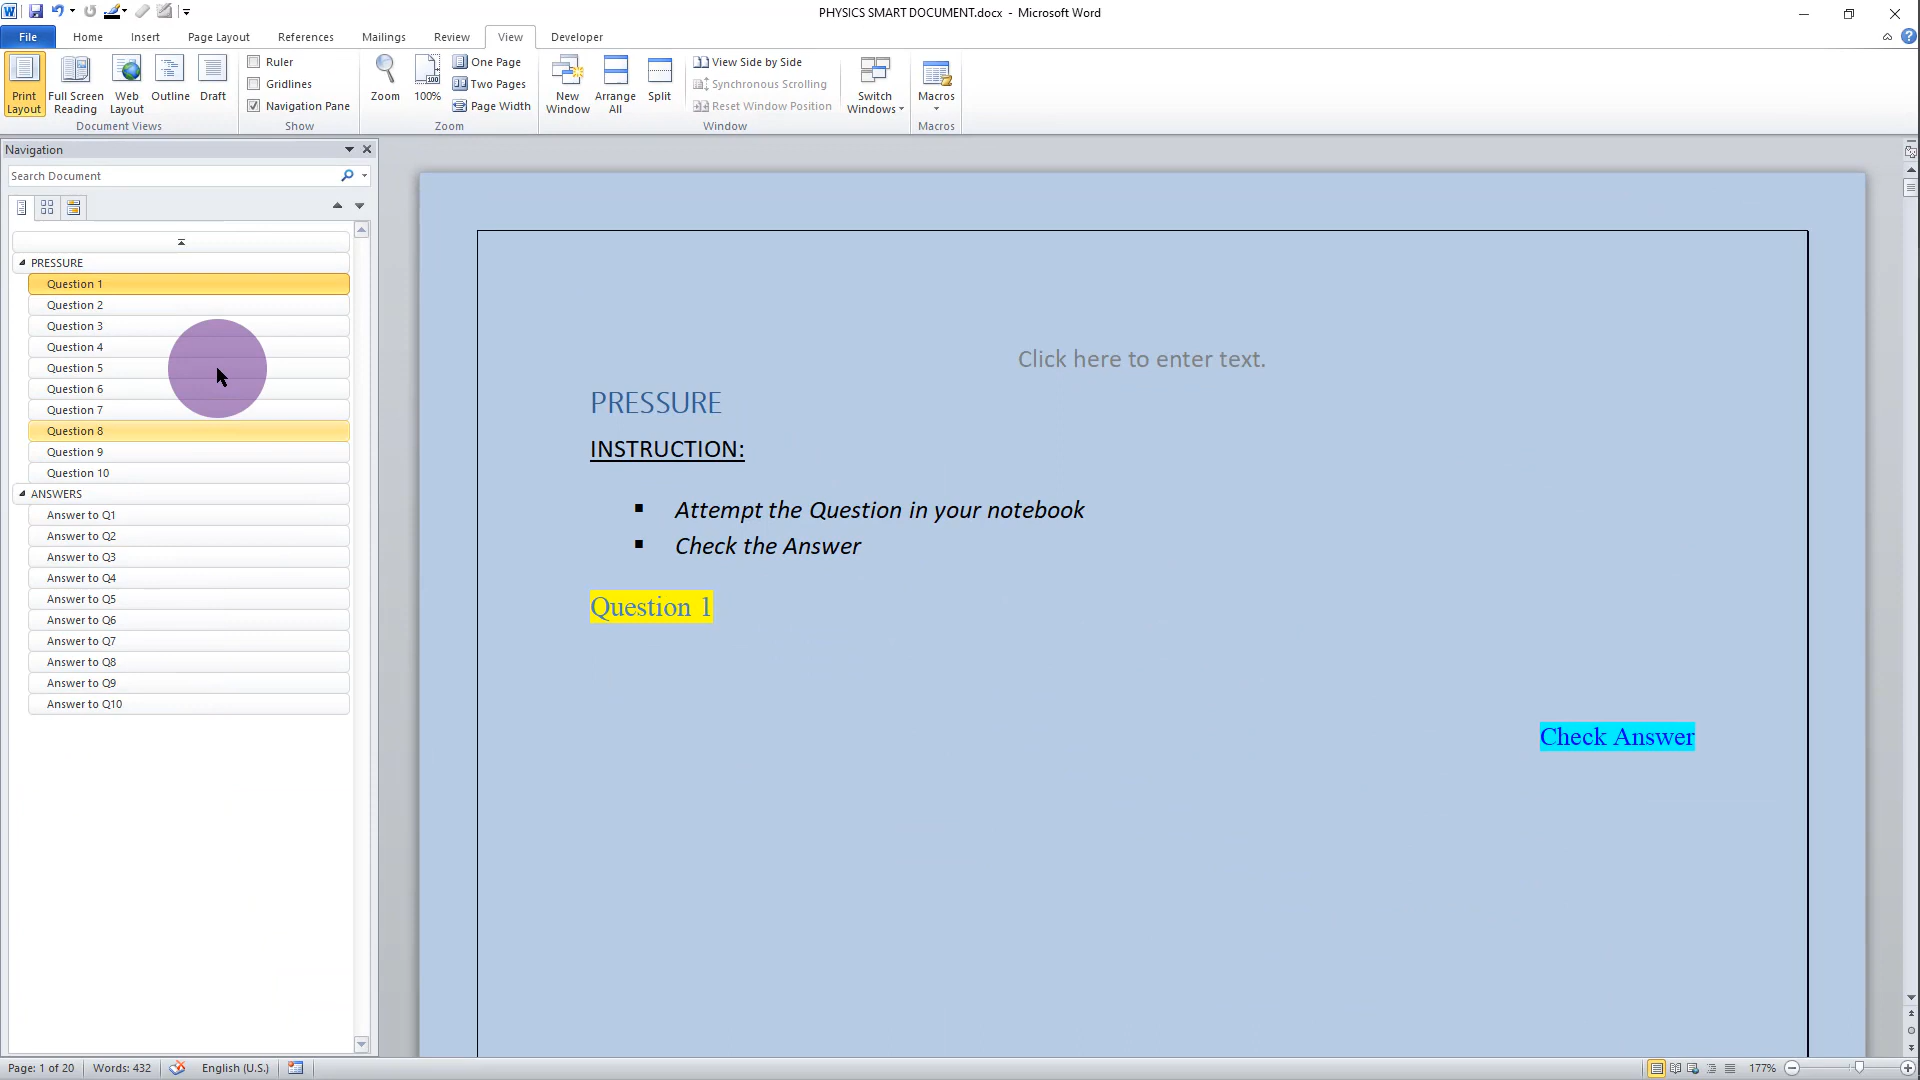 PHYSICS SMART DOCUMENT.docx - Microsoft Word
File Home Insert Page Layout References Mailings Review View Developer
Print Layout
Full Screen Reading
Web Layout
Outline
Draft
Document Views
Ruler
Gridlines
Navigation Pane
Show
Zoom
100%
One Page
Two Pages
Page Width
Zoom
New Window
Arrange All
Split
View Side by Side
Synchronous Scrolling
Reset Window Position
Window
Switch Windows
Macros
Macros
Navigation
Search Document
PRESSURE
Question 1
Question 2
Question 3
Question 4
Question 5
Question 6
Question 7
Question 8
Question 9
Question 10
ANSWERS
Answer to Q1
Answer to Q2
Answer to Q3
Answer to Q4
Answer to Q5
Answer to Q6
Answer to Q7
Answer to Q8
Answer to Q9
Answer to Q10
Click here to enter text.
PRESSURE
INSTRUCTION:
▪ Attempt the Question in your notebook
▪ Check the Answer
Question 1
Check Answer
Page: 1 of 20 Words: 432 English (U.S.) 177%